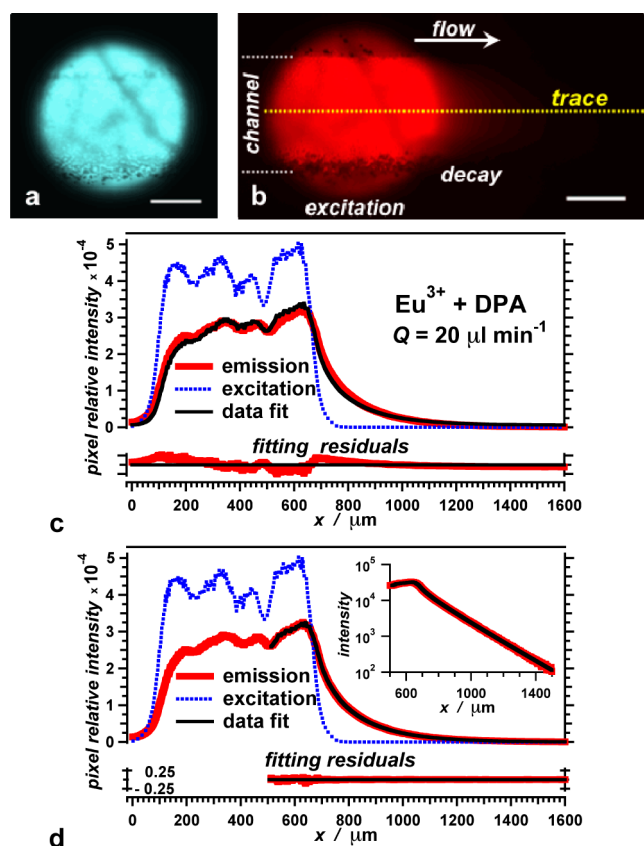 a
flow
channel
trace
decay
b
excitation
pixel relative intensity × 10⁻⁴
5
4
3
2
1
0
Eu³⁺ + DPA
Q = 20 μl min⁻¹
emission
excitation
data fit
fitting residuals
0 200 400 600 800 1000 1200 1400 1600
x / μm
c
pixel relative intensity × 10⁻⁴
5
4
3
2
1
0
emission
excitation
data fit
intensity
10⁵
10⁴
10³
10²
600 1000 1400
x / μm
fitting residuals
0.25
- 0.25
0 200 400 600 800 1000 1200 1400 1600
x / μm
d